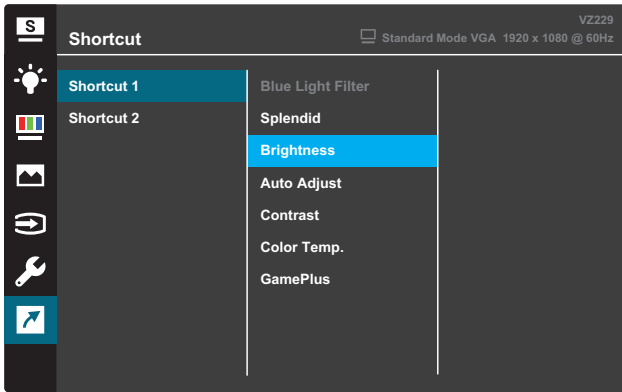 S
VZ229
Shortcut
Standard Mode VGA 1920 x 1080 @ 60Hz
Shortcut 1
Shortcut 2
Blue Light Filter
Splendid
Brightness
Auto Adjust
Contrast
Color Temp.
GamePlus